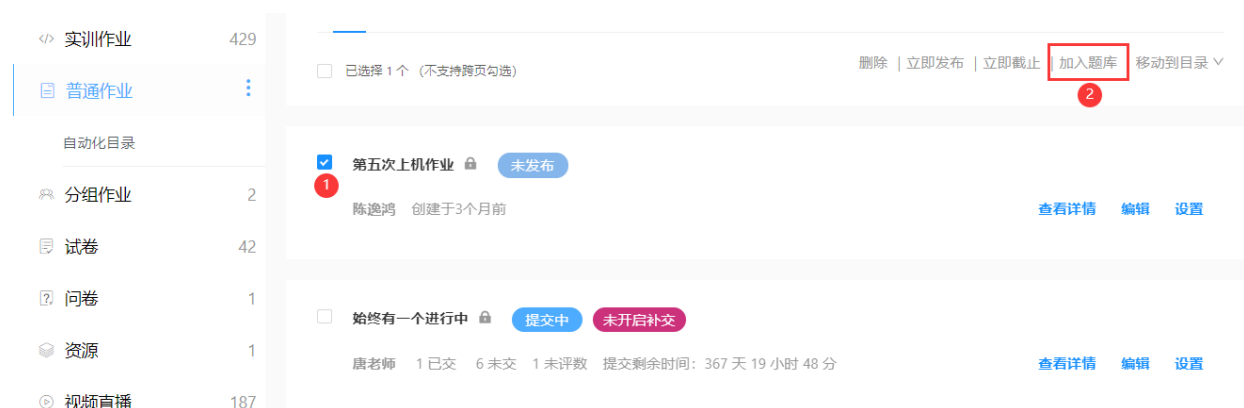 实训作业 429
普通作业
自动化目录
分组作业 2
试卷 42
问卷 1
资源 1
视频直播 187
已选择 1 个 (不支持跨页勾选)
删除 | 立即发布 | 立即截止 | 加入题库 移动到目录
2
第五次上机作业 未发布
1
陈逸鸿 创建于3个月前 查看详情 编辑 设置
始终有一个进行中 提交中 未开启补交
唐老师 1 已交 6 未交 1 未评数 提交剩余时间: 367 天 19 小时 48 分 查看详情 编辑 设置